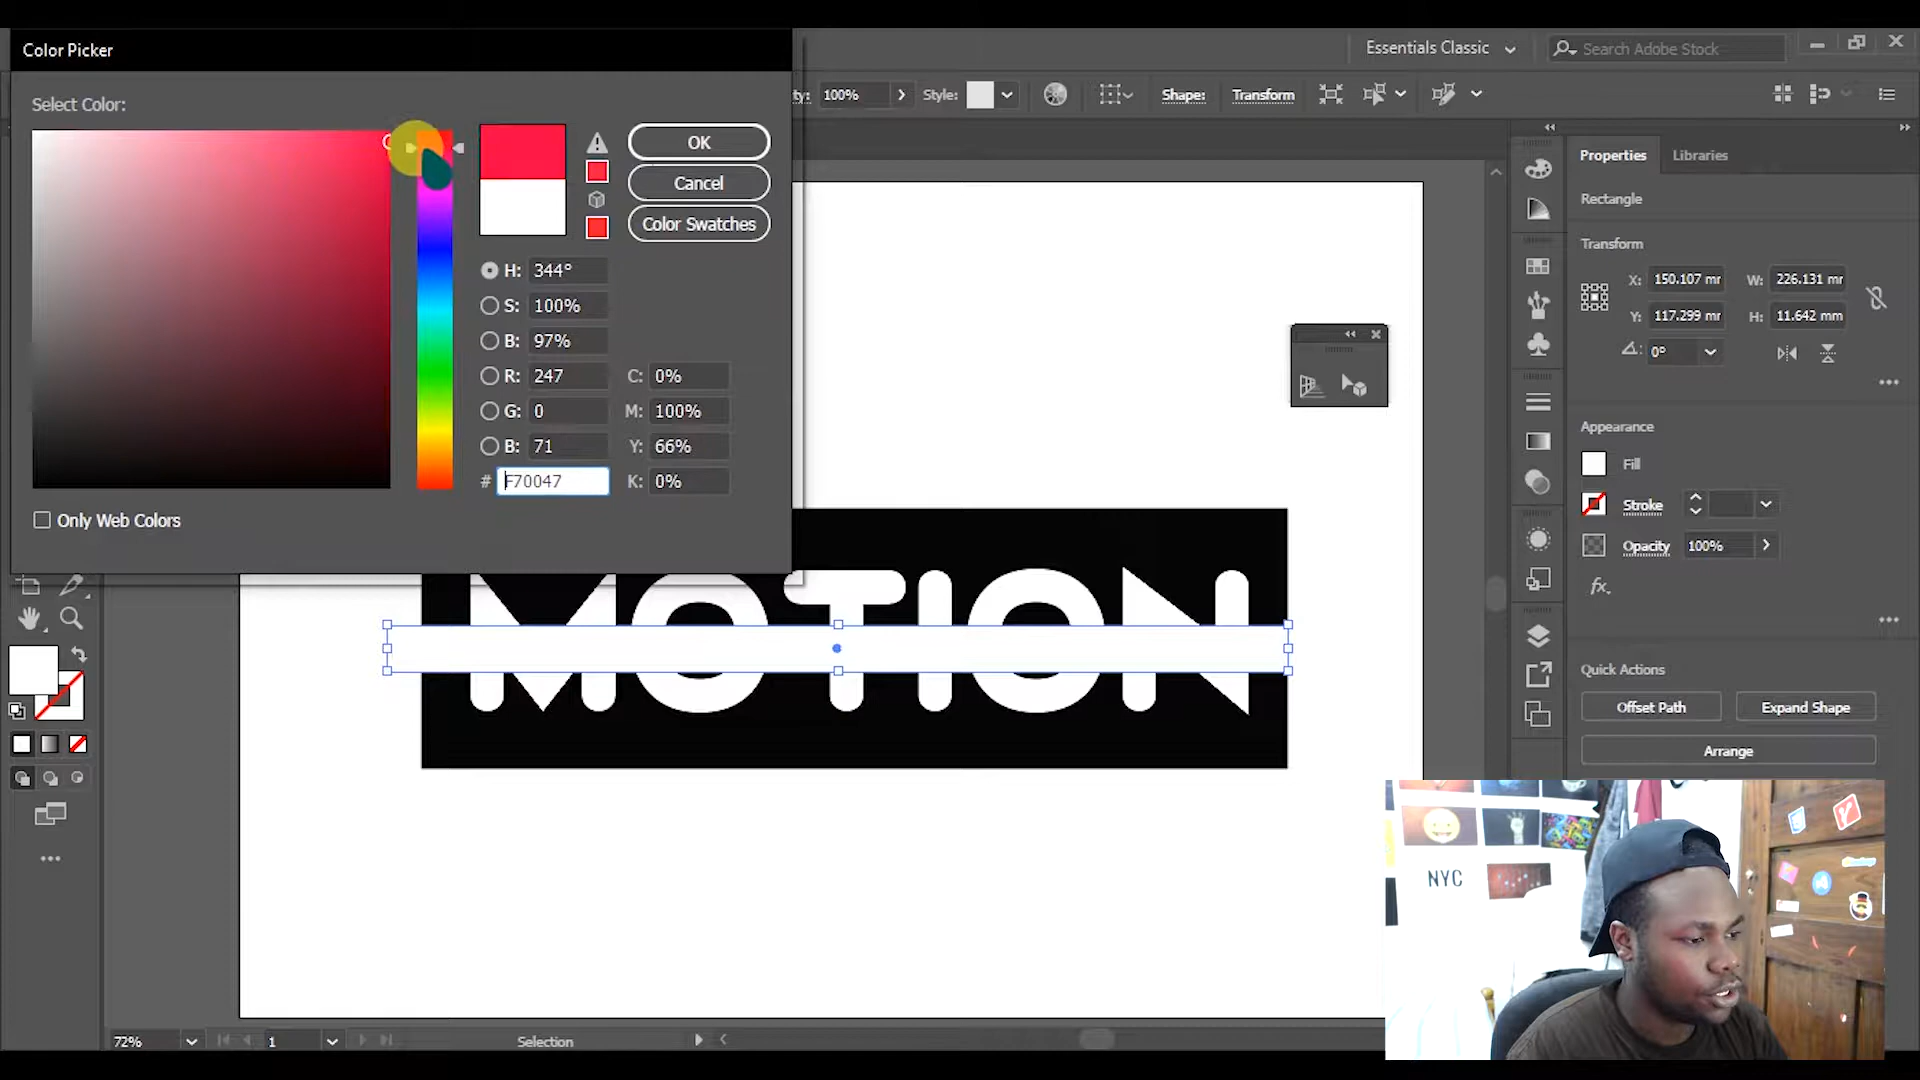 Color Picker
Essentials Classic
Search Adobe Stock
Select Color:
ty: 100%
Style:
Shape:
Transform
OK
Cancel
Color Swatches
H: 344°
S: 100%
B: 97%
R: 247
G: 0
B: 71
# F70047
C: 0%
M: 100%
Y: 66%
K: 0%
Only Web Colors
Properties
Libraries
Rectangle
Transform
X: 150.107 mr
W: 226.131 mr
Y: 117.299 mr
H: 11.642 mm
0°
Appearance
Fill
Stroke
Opacity 100%
fx.
Quick Actions
Offset Path
Expand Shape
Arrange
MOTION
NYC
72%
1
Selection